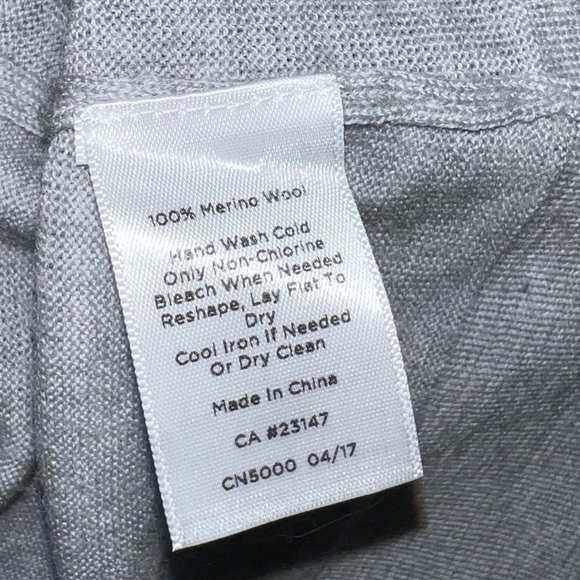 100% Merino Wool
Hand Wash Cold
Only Non-Chlorine
Bleach When Needed
Reshape, Lay Flat To
Dry
Cool Iron If Needed
Or Dry Clean
Made In China
CA #23147
CN5000 04/17